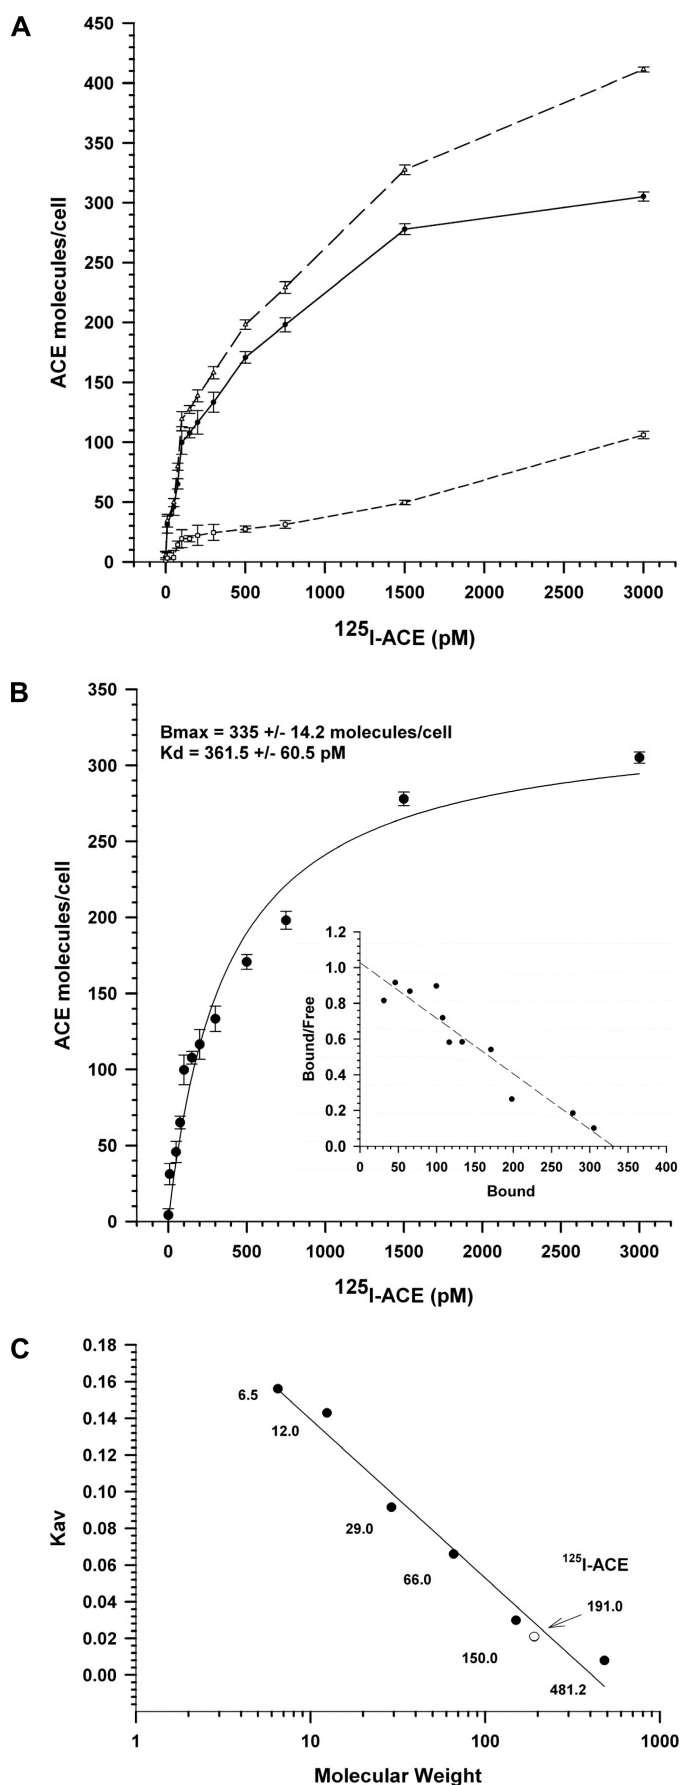 A
450
400
350
300
250
200
150
100
50
0
ACE molecules/cell
0 500 1000 1500 2000 2500 3000
125I-ACE (pM)
B
350
300
250
200
150
100
50
0
ACE molecules/cell
Bmax = 335 +/- 14.2 molecules/cell
Kd = 361.5 +/- 60.5 pM
1.2
1.0
0.8
0.6
0.4
0.2
0.0
Bound/Free
0 50 100 150 200 250 300 350 400
Bound
0 500 1000 1500 2000 2500 3000
125I-ACE (pM)
C
0.18
0.16
0.14
0.12
0.10
0.08
0.06
0.04
0.02
0.00
Kav
6.5
12.0
29.0
66.0
125I-ACE
191.0
150.0
481.2
1 10 100 1000
Molecular Weight